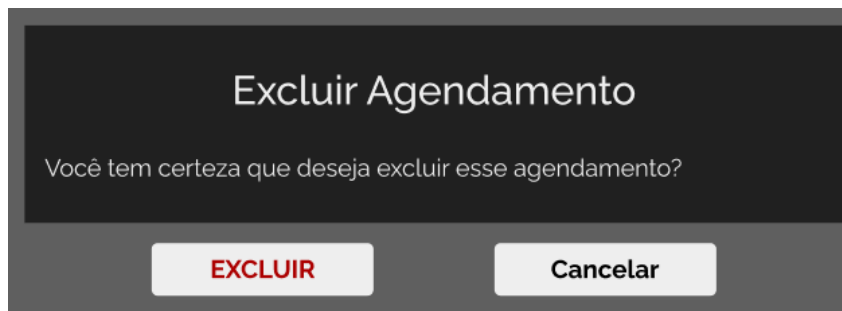 Excluir Agendamento
Você tem certeza que deseja excluir esse agendamento?
EXCLUIR Cancelar